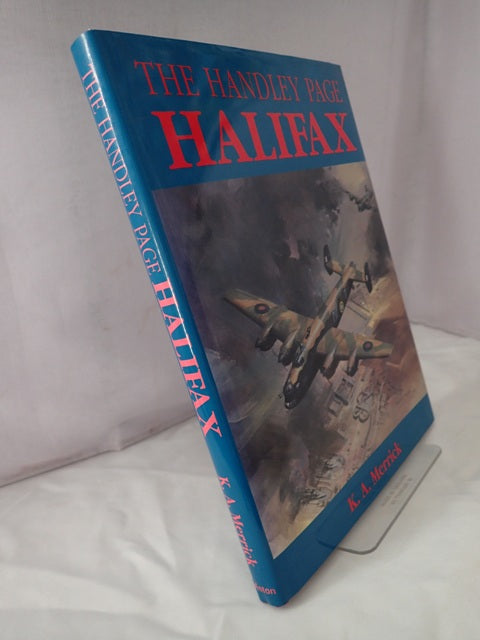 THE HANDLEY PAGE
HALIFAX
K. A. Merrick
THE HANDLEY PAGE HALIFAX K. A. Merrick